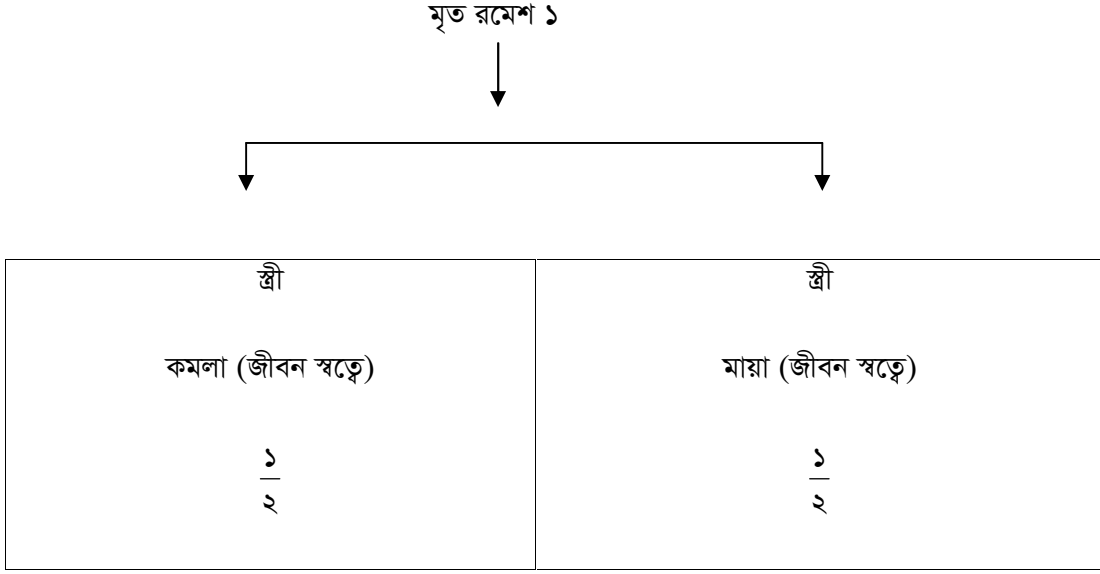 মৃত রমেশ ১
স্ত্রী স্ত্রী
কমলা (জীবন স্বত্বে) মায়া (জীবন স্বত্বে)
১ ১
২ ২